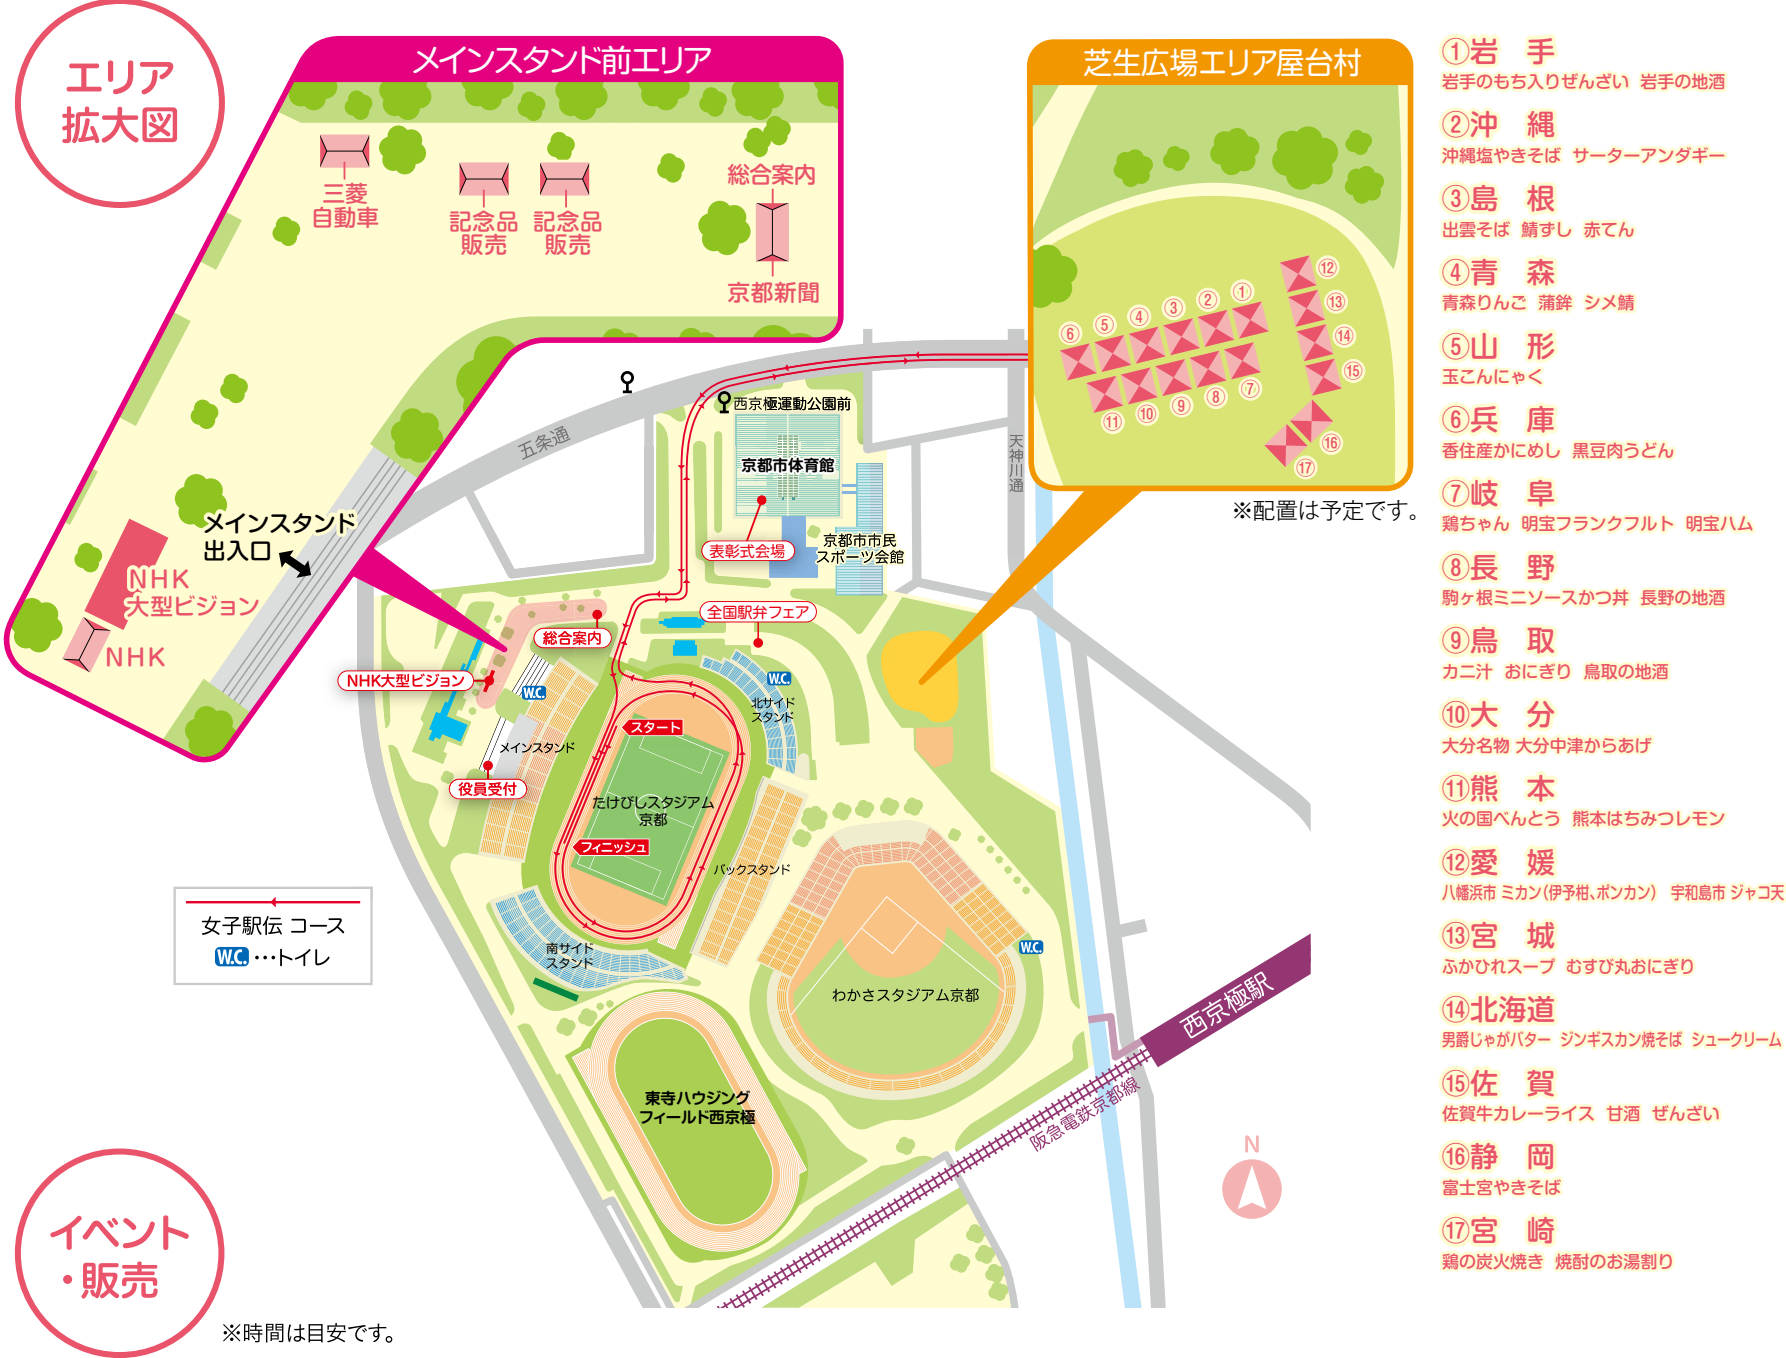 エリア
拡大図
メインスタンド前エリア
三菱
自動車
記念品
販売
記念品
販売
総合案内
京都新聞
メインスタンド
出入口
NHK
大型ビジョン
NHK
芝生広場エリア屋台村
①
②
③
④
⑤
⑥
⑦
⑧
⑨
⑩
⑪
⑫
⑬
⑭
⑮
⑯
⑰
※配置は予定です。
五条通
天神川通
西京極運動公園前
京都市体育館
表彰式会場
京都市市民
スポーツ会館
全国駅弁フェア
総合案内
NHK大型ビジョン
W.C.
W.C.
北サイド
スタンド
メインスタンド
スタート
役員受付
たけびしスタジアム
京都
フィニッシュ
バックスタンド
南サイド
スタンド
W.C.
わかさスタジアム京都
西京極駅
阪急電鉄京都線
東寺ハウジング
フィールド西京極
N
女子駅伝 コース
W.C.…トイレ
イベント
・販売
※時間は目安です。
①岩　手
岩手のもち入りぜんざい 岩手の地酒
②沖　縄
沖縄塩やきそば サーターアンダギー
③島　根
出雲そば 鯖ずし 赤てん
④青　森
青森りんご 蒲鉾 シメ鯖
⑤山　形
玉こんにゃく
⑥兵　庫
香住産かにめし 黒豆肉うどん
⑦岐　阜
鶏ちゃん 明宝フランクフルト 明宝ハム
⑧長　野
駒ヶ根ミニソースかつ丼 長野の地酒
⑨鳥　取
カニ汁 おにぎり 鳥取の地酒
⑩大　分
大分名物 大分中津からあげ
⑪熊　本
火の国べんとう 熊本はちみつレモン
⑫愛　媛
八幡浜市 ミカン（伊予柑、ポンカン） 宇和島市 ジャコ天
⑬宮　城
ふかひれスープ むすび丸おにぎり
⑭北海道
男爵じゃがバター ジンギスカン焼そば シュークリーム
⑮佐　賀
佐賀牛カレーライス 甘酒 ぜんざい
⑯静　岡
富士宮やきそば
⑰宮　崎
鶏の炭火焼き 焼酎のお湯割り